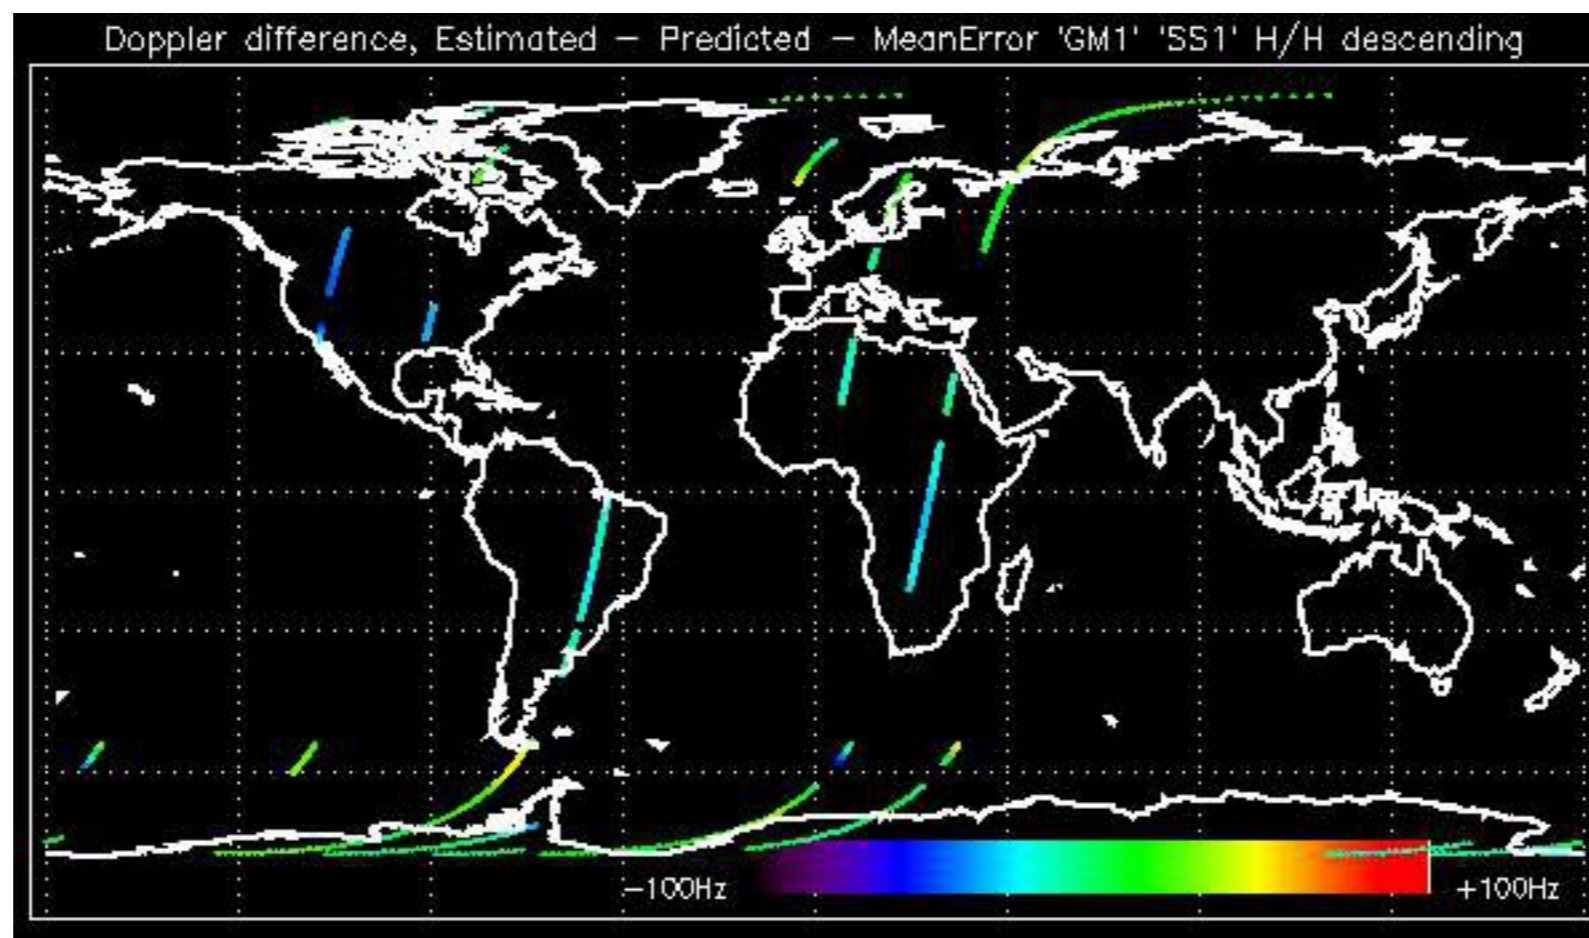 Doppler difference, Estimated – Predicted – MeanError 'GM1' 'SS1' H/H descending
–100Hz +100Hz